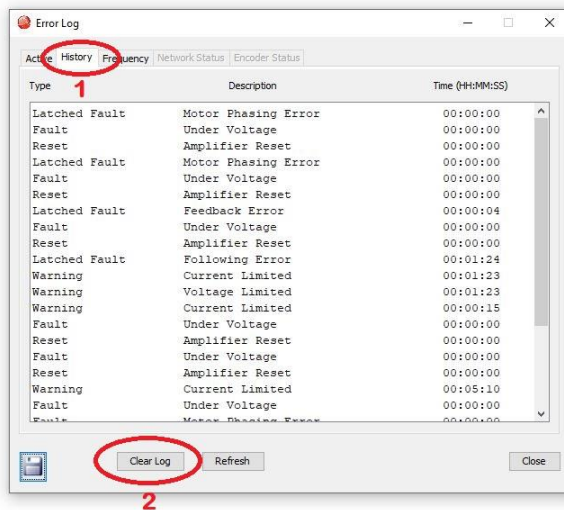 Error Log
Active History Frequency Network Status Encoder Status
1
Type Description Time (HH:MM:SS)
Latched Fault Motor Phasing Error 00:00:00
Fault Under Voltage 00:00:00
Reset Amplifier Reset 00:00:00
Latched Fault Motor Phasing Error 00:00:00
Fault Under Voltage 00:00:00
Reset Amplifier Reset 00:00:00
Latched Fault Feedback Error 00:00:04
Fault Under Voltage 00:00:00
Reset Amplifier Reset 00:00:00
Latched Fault Following Error 00:01:24
Warning Current Limited 00:01:23
Warning Voltage Limited 00:01:23
Warning Current Limited 00:00:15
Fault Under Voltage 00:00:00
Reset Amplifier Reset 00:00:00
Fault Under Voltage 00:00:00
Reset Amplifier Reset 00:00:00
Warning Current Limited 00:05:10
Fault Under Voltage 00:00:00
Fault Motor Phasing Error 00:00:00
Clear Log Refresh Close
2